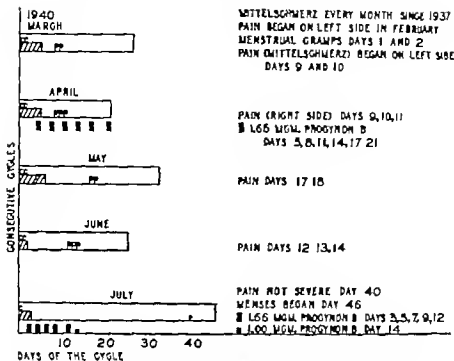 1940
MARCH
MITTELSCHMERZ EVERY MONTH SINCE 1937
PAIN BEGAN ON LEFT SIDE IN FEBRUARY
MENSTRUAL CRAMPS DAYS 1 AND 2
PAIN (MITTELSCHMERZ) BEGAN ON LEFT SIDE
DAYS 9 AND 10
PP
APRIL
PPP
PAIN (RIGHT SIDE) DAYS 9,10,11
1.66 MGM. PROGYNON B
DAYS 5,8,11,14,17 21
MAY
PP
PAIN DAYS 17 18
JUNE
PPP
PAIN DAYS 12 13,14
JULY
P
PAIN NOT SEVERE DAY 40
MENSES BEGAN DAY 46
1.66 MGM. PROGYNON B DAYS 3,5,7,9,12
1.00 MGM. PROGYNON B DAY 14
CONSECUTIVE CYCLES
0 10 20 30 40
DAYS OF THE CYCLE